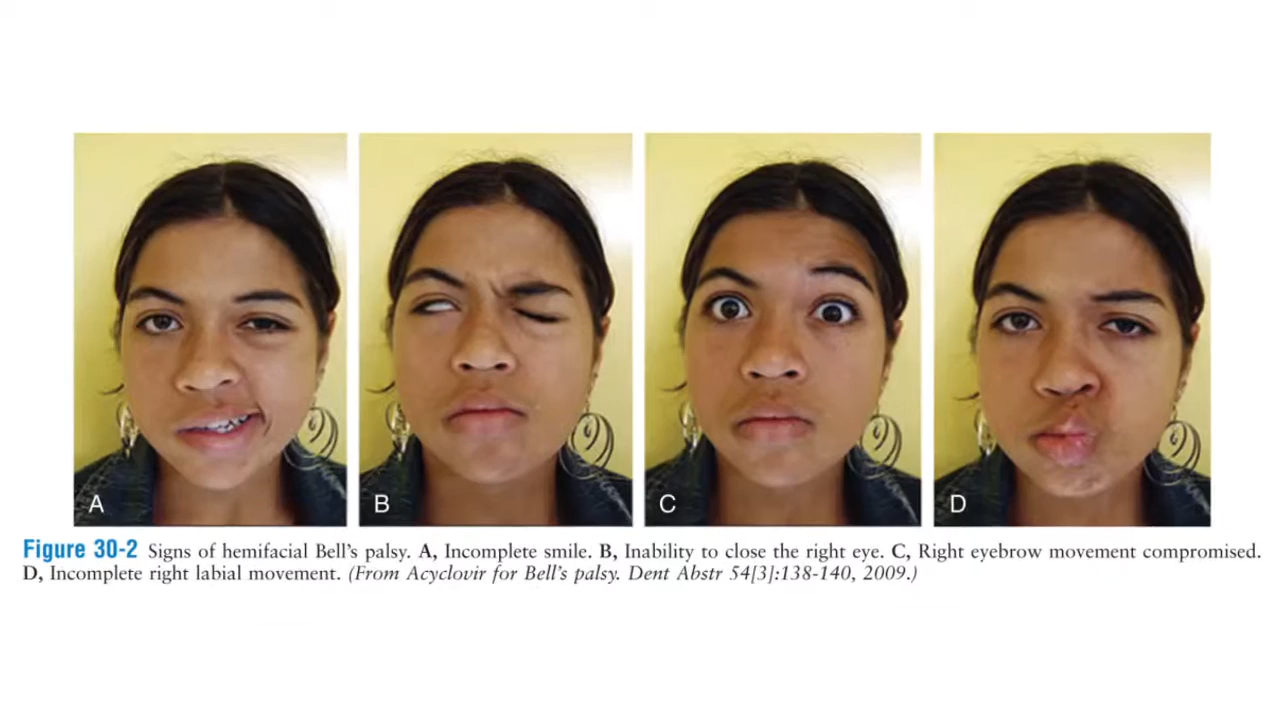 A
B
C
D
Figure 30-2 Signs of hemifacial Bell's palsy. A, Incomplete smile. B, Inability to close the right eye. C, Right eyebrow movement compromised.
D, Incomplete right labial movement. (From Acyclovir for Bell's palsy. Dent Abstr 54[3]:138-140, 2009.)